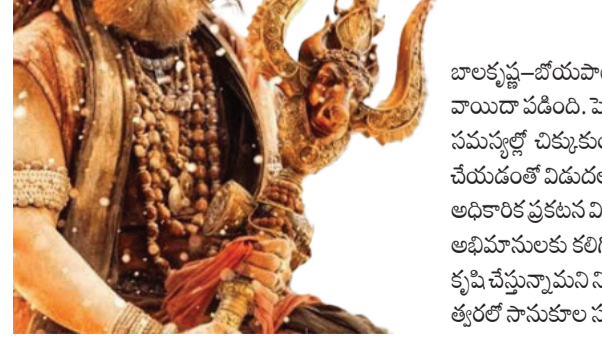 బాలకృష్ణ–బోయపా
వాయిదా పడింది.
సమస్యల్లో చిక్కుకుం
చేయడంతో విడుదల
అధికారిక ప్రకటన వి
అభిమానులకు కలిగి
కృషి చేస్తున్నామని ని
త్వరలో సానుకూల స